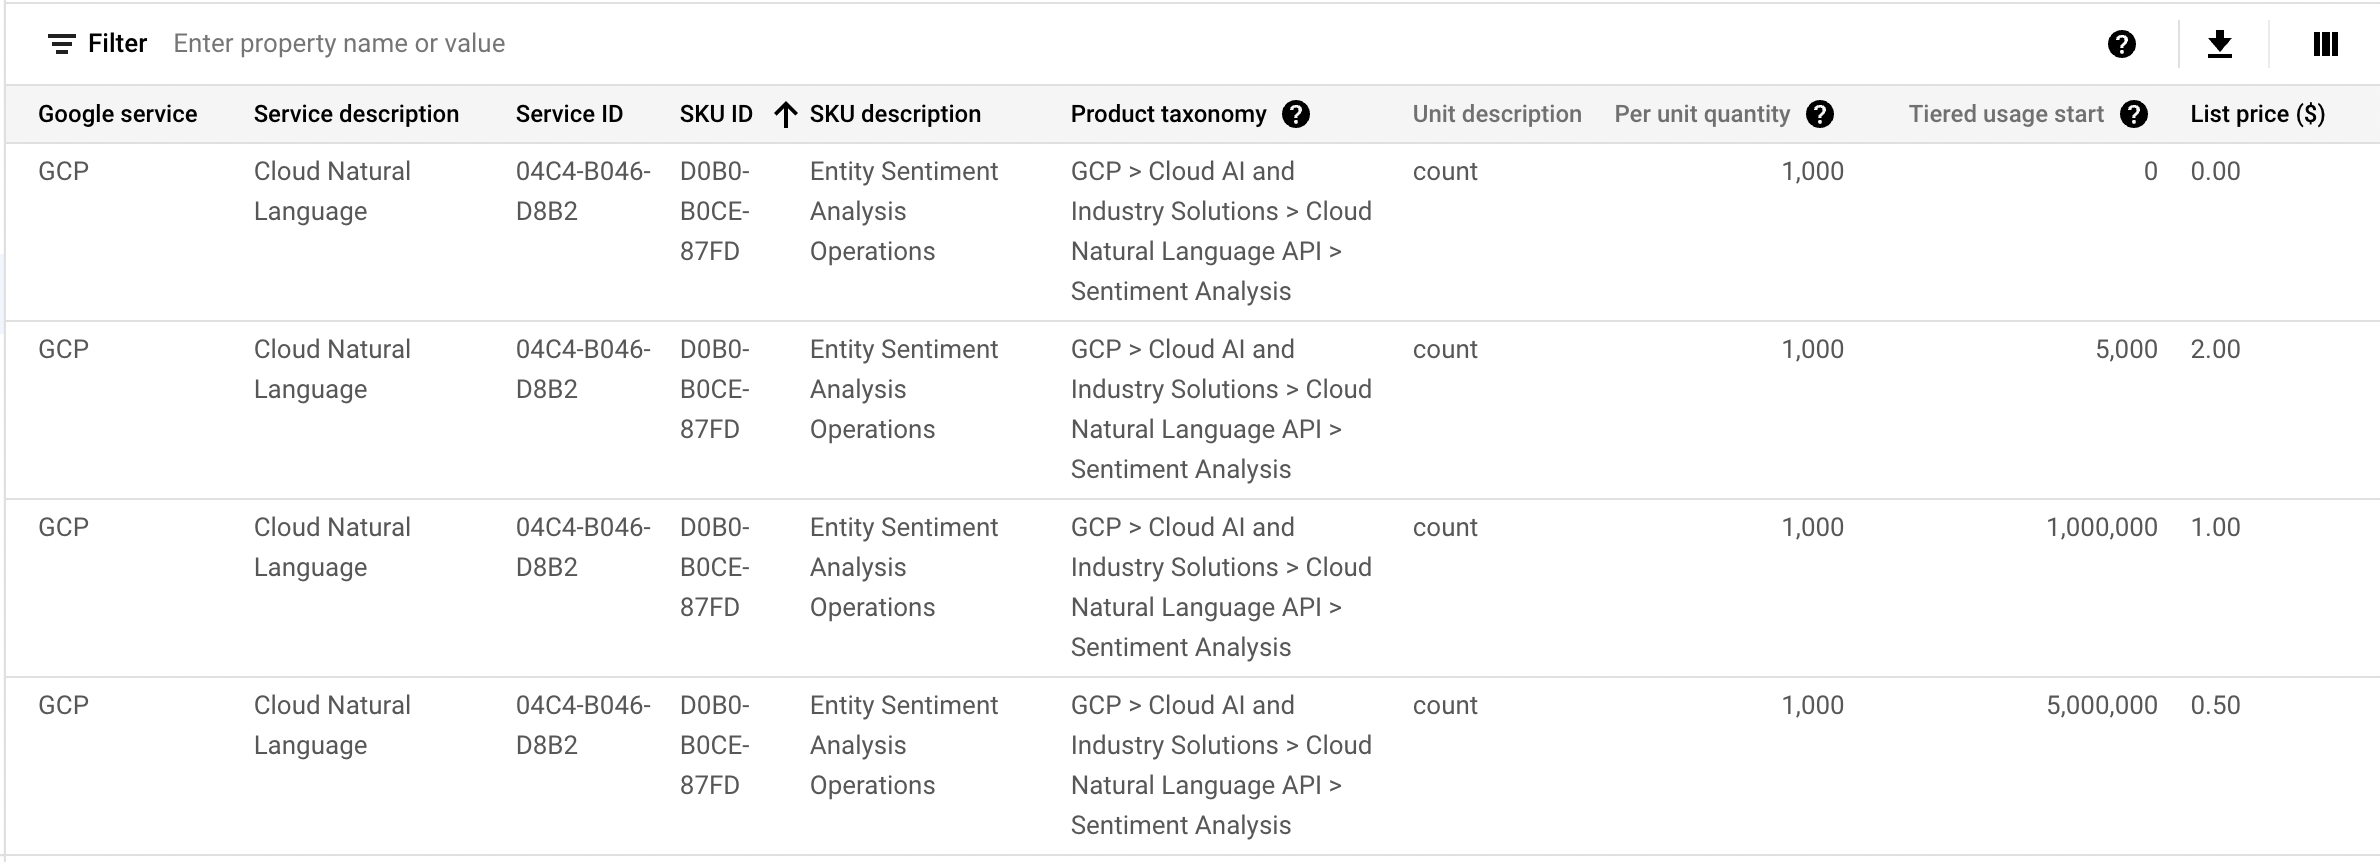 Filter Enter property name or value
Google service Service description Service ID SKU ID SKU description Product taxonomy Unit description Per unit quantity Tiered usage start List price ($)
GCP Cloud Natural 04C4-B046- D0B0- Entity Sentiment GCP > Cloud AI and count 1,000 0 0.00
Language D8B2 B0CE- Analysis Industry Solutions > Cloud
87FD Operations Natural Language API >
Sentiment Analysis
GCP Cloud Natural 04C4-B046- D0B0- Entity Sentiment GCP > Cloud AI and count 1,000 5,000 2.00
Language D8B2 B0CE- Analysis Industry Solutions > Cloud
87FD Operations Natural Language API >
Sentiment Analysis
GCP Cloud Natural 04C4-B046- D0B0- Entity Sentiment GCP > Cloud AI and count 1,000 1,000,000 1.00
Language D8B2 B0CE- Analysis Industry Solutions > Cloud
87FD Operations Natural Language API >
Sentiment Analysis
GCP Cloud Natural 04C4-B046- D0B0- Entity Sentiment GCP > Cloud AI and count 1,000 5,000,000 0.50
Language D8B2 B0CE- Analysis Industry Solutions > Cloud
87FD Operations Natural Language API >
Sentiment Analysis